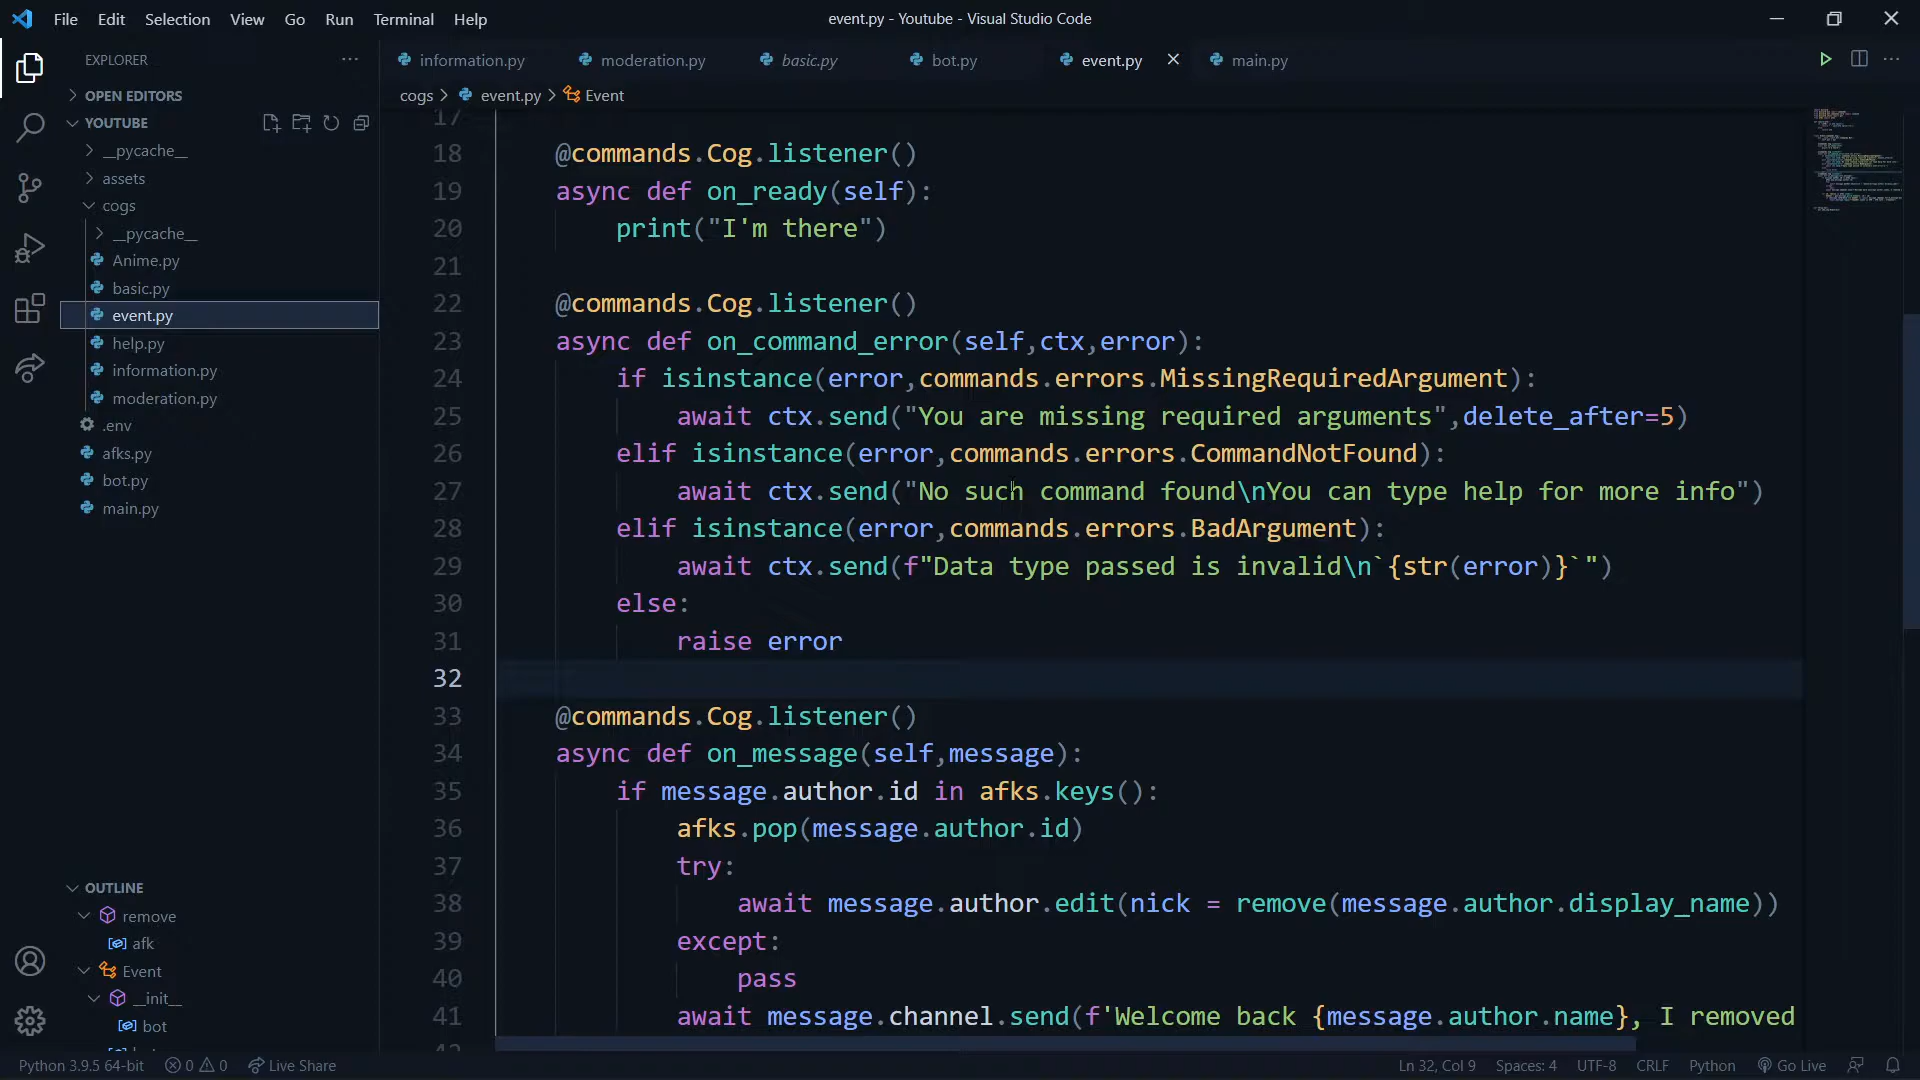 File Edit Selection View Go Run Terminal Help
event.py - Youtube - Visual Studio Code
EXPLORER
OPEN EDITORS
YOUTUBE
__pycache__
assets
cogs
__pycache__
Anime.py
basic.py
event.py
help.py
information.py
moderation.py
.env
afks.py
bot.py
main.py
OUTLINE
remove
afk
Event
__init__
bot
information.py moderation.py basic.py bot.py event.py main.py
cogs > event.py > Event
17
18 @commands.Cog.listener()
19 async def on_ready(self):
20 print("I'm there")
21
22 @commands.Cog.listener()
23 async def on_command_error(self,ctx,error):
24 if isinstance(error,commands.errors.MissingRequiredArgument):
25 await ctx.send("You are missing required arguments",delete_after=5)
26 elif isinstance(error,commands.errors.CommandNotFound):
27 await ctx.send("No such command found\nYou can type help for more info")
28 elif isinstance(error,commands.errors.BadArgument):
29 await ctx.send(f"Data type passed is invalid\n`{str(error)}`")
30 else:
31 raise error
32
33 @commands.Cog.listener()
34 async def on_message(self,message):
35 if message.author.id in afks.keys():
36 afks.pop(message.author.id)
37 try:
38 await message.author.edit(nick = remove(message.author.display_name))
39 except:
40 pass
41 await message.channel.send(f'Welcome back {message.author.name}, I removed
Python 3.9.5 64-bit 0 0 Live Share
Ln 32, Col 9 Spaces: 4 UTF-8 CRLF Python Go Live